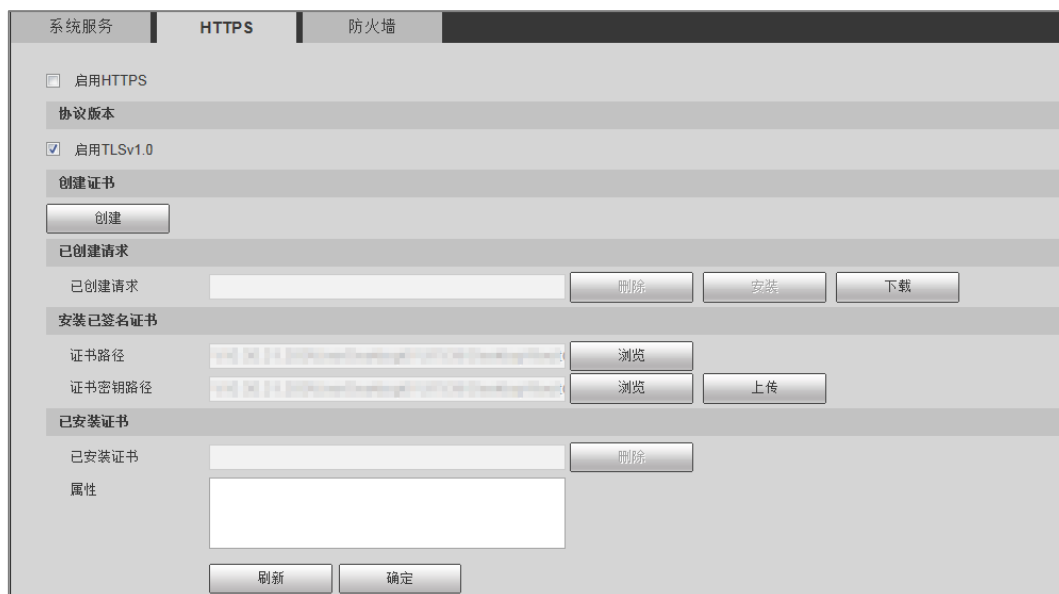 系统服务 HTTPS 防火墙
启用HTTPS
协议版本
启用TLSv1.0
创建证书
创建
已创建请求
已创建请求 删除 安装 下载
安装已签名证书
证书路径 浏览
证书密钥路径 浏览 上传
已安装证书
已安装证书 删除
属性
刷新 确定